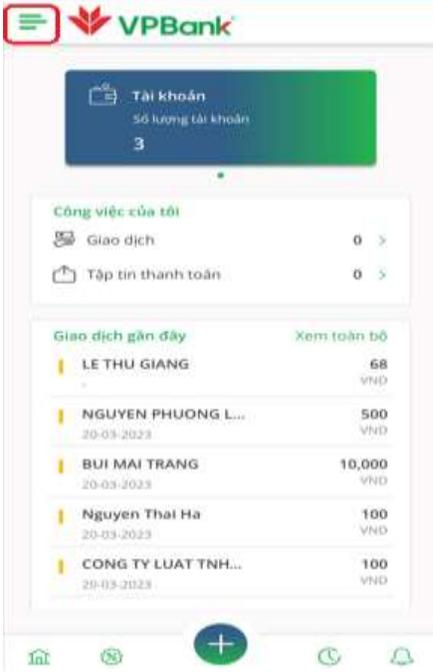 VPBank
Tài khoản
Số lượng tài khoản
3
Công việc của tôi
Giao dịch 0
Tập tin thanh toán 0
Giao dịch gần đây Xem toàn bộ
LE THU GIANG 68
VND
NGUYEN PHUONG L... 500
20-03-2023 VND
BUI MAI TRANG 10,000
20-03-2023 VND
Nguyen Thai Ha 100
20-03-2023 VND
CONG TY LUAT TNH... 100
20-03-2023 VND